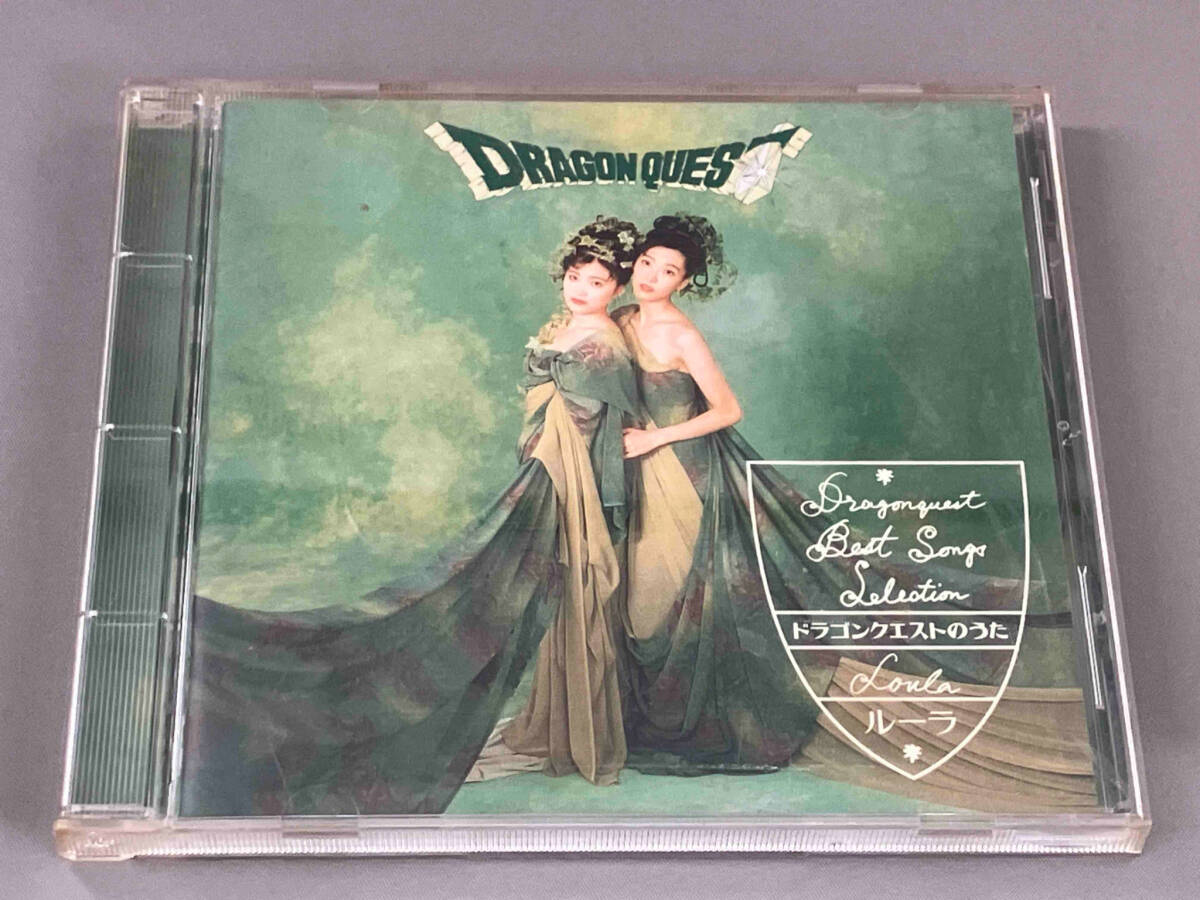 DRAGON QUEST
Dragonquest
Best Songs
Selection
ドラゴンクエストのうた
Loula
ルーラ